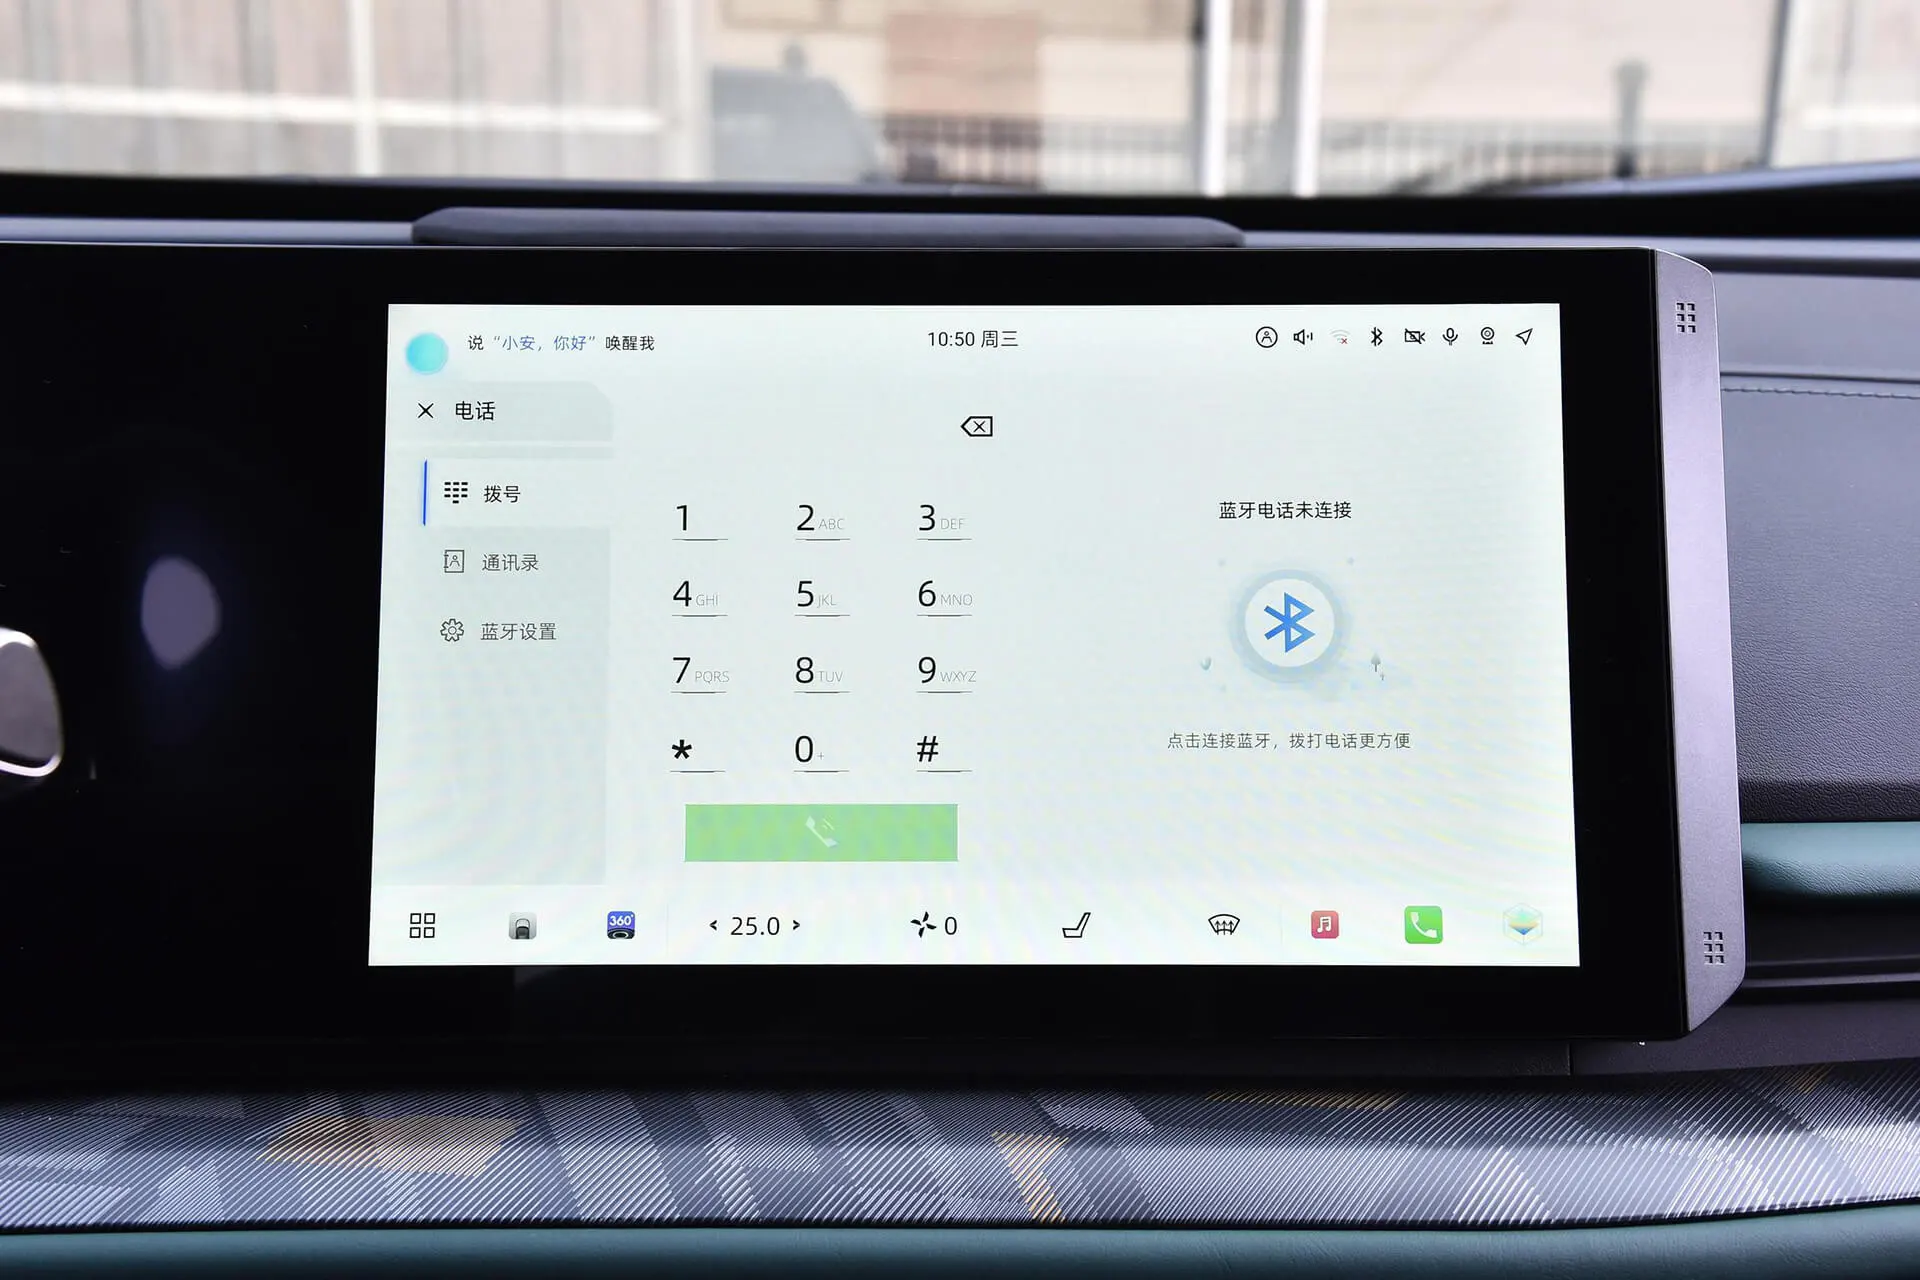 说 “小安，你好” 唤醒我
10:50 周三
电话
拨号
通讯录
蓝牙设置
1
2 ABC
3 DEF
4 GHI
5 JKL
6 MNO
7 PQRS
8 TUV
9 WXYZ
*
0 +
#
蓝牙电话未连接
点击连接蓝牙，拨打电话更方便
360°
< 25.0 >
0